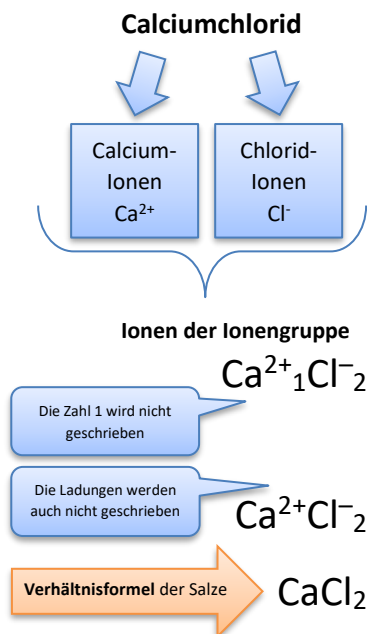 Calciumchlorid
Calcium-
Ionen
Ca²⁺
Chlorid-
Ionen
Cl⁻
Ionen der Ionengruppe
Ca²⁺₁Cl⁻₂
Die Zahl 1 wird nicht
geschrieben
Die Ladungen werden
auch nicht geschrieben
Ca²⁺Cl⁻₂
Verhältnisformel der Salze
CaCl₂